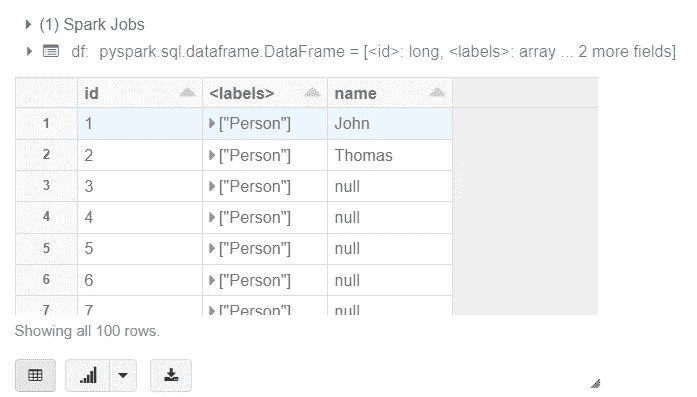 (1) Spark Jobs
df: pyspark.sql.dataframe.DataFrame = [<id>: long, <labels>: array ... 2 more fields]
id <labels> name
1 1 ["Person"] John
2 2 ["Person"] Thomas
3 3 ["Person"] null
4 4 ["Person"] null
5 5 ["Person"] null
6 6 ["Person"] null
7 7 ["Person"] null
Showing all 100 rows.